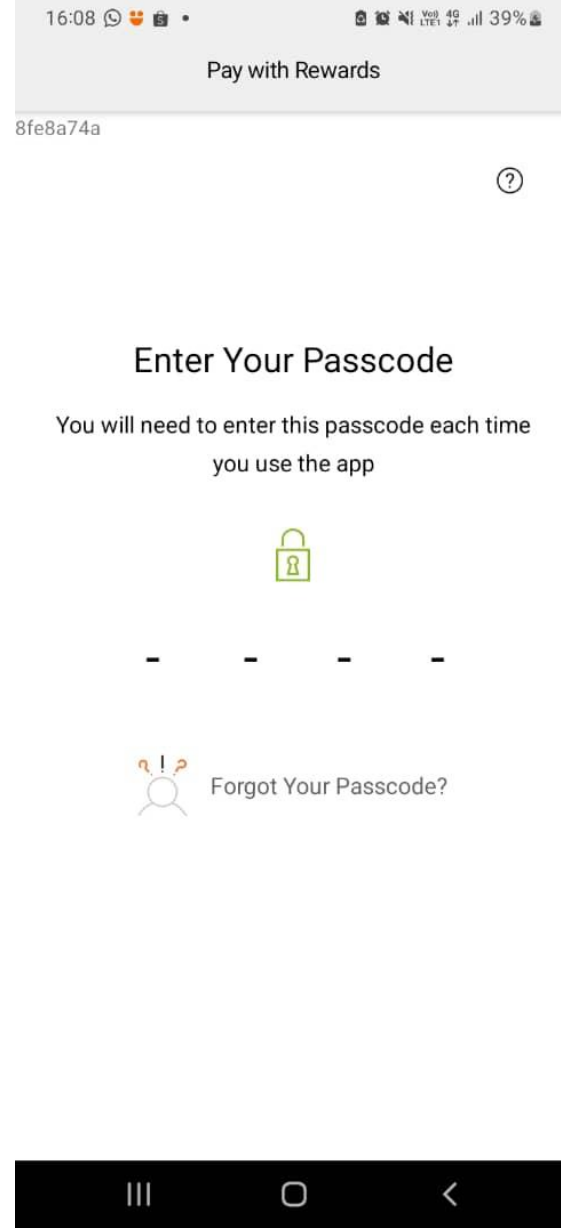 16:08 39%
Pay with Rewards
8fe8a74a
?
Enter Your Passcode
You will need to enter this passcode each time
you use the app
- - - -
? ! ?
Forgot Your Passcode?